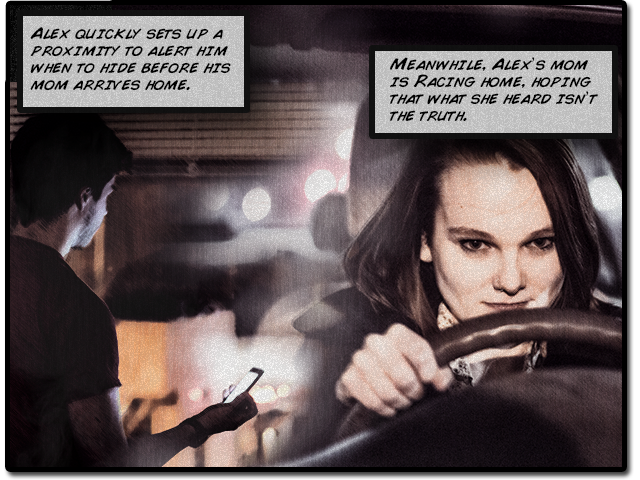 Alex quickly sets up a
proximity to alert him
when to hide before his
mom arrives home.
Meanwhile, Alex's mom
is Racing home, hoping
that what she heard isn't
the truth.